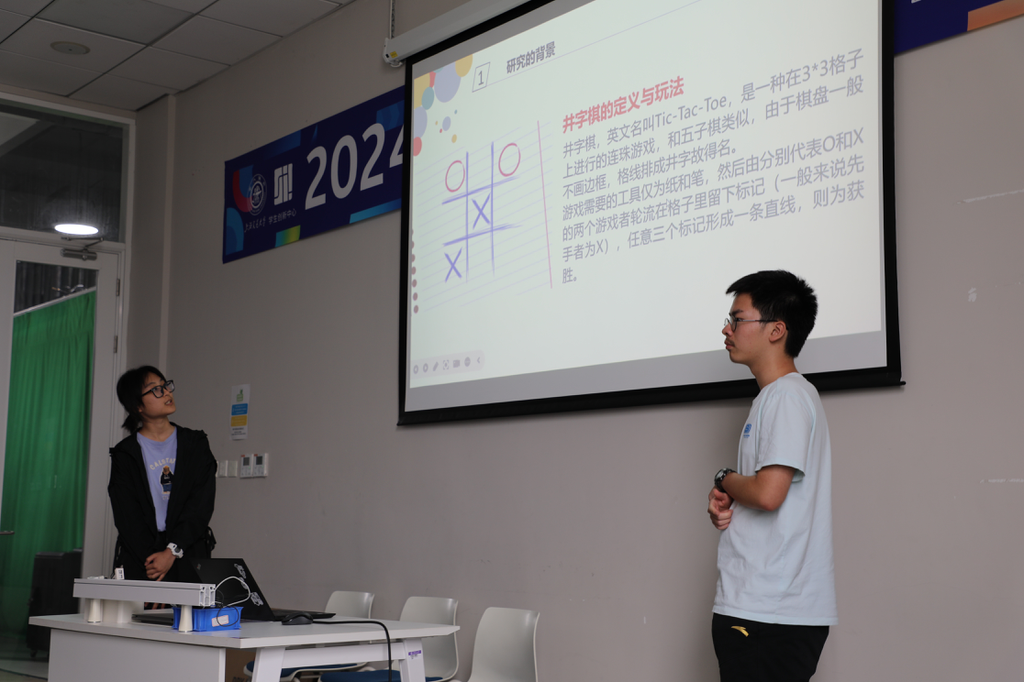 1 研究的背景
井字棋的定义与玩法
井字棋，英文名叫Tic-Tac-Toe，是一种在3*3格子
上进行的连珠游戏，和五子棋类似，由于棋盘一般
不画边框，格线排成井字故得名。
游戏需要的工具仅为纸和笔，然后由分别代表O和X
的两个游戏者轮流在格子里留下标记（一般来说先
手者为X），任意三个标记形成一条直线，则为获
胜。
O O
X
X
2024
学生创新中心